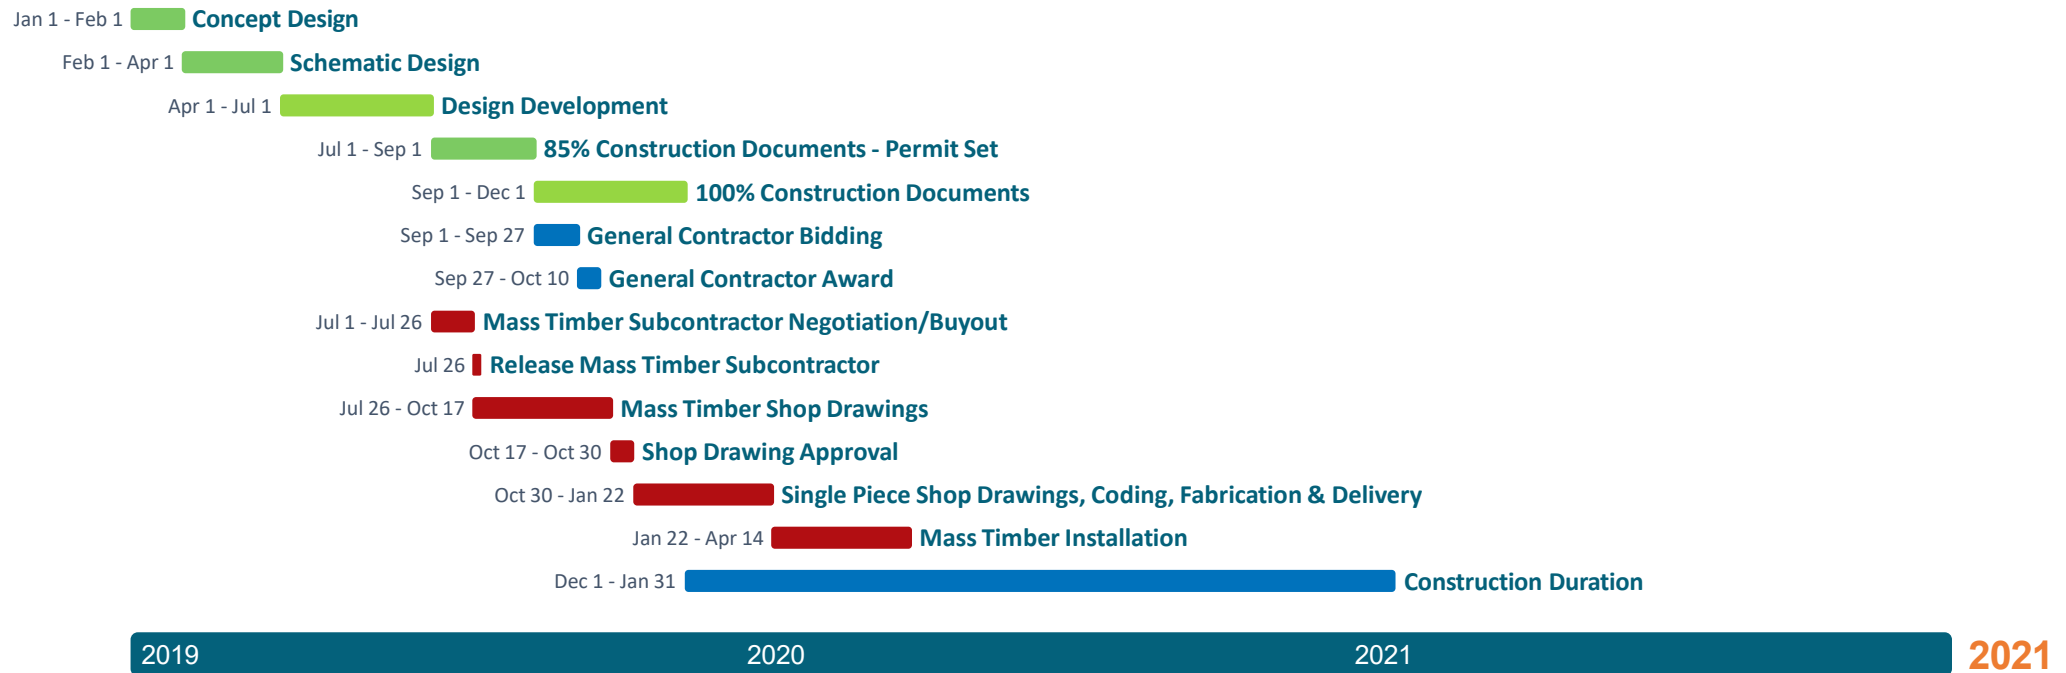 Jan 1 - Feb 1 Concept Design
Feb 1 - Apr 1 Schematic Design
Apr 1 - Jul 1 Design Development
Jul 1 - Sep 1 85% Construction Documents - Permit Set
Sep 1 - Dec 1 100% Construction Documents
Sep 1 - Sep 27 General Contractor Bidding
Sep 27 - Oct 10 General Contractor Award
Jul 1 - Jul 26 Mass Timber Subcontractor Negotiation/Buyout
Jul 26 Release Mass Timber Subcontractor
Jul 26 - Oct 17 Mass Timber Shop Drawings
Oct 17 - Oct 30 Shop Drawing Approval
Oct 30 - Jan 22 Single Piece Shop Drawings, Coding, Fabrication & Delivery
Jan 22 - Apr 14 Mass Timber Installation
Dec 1 - Jan 31 Construction Duration
2019 2020 2021 2021